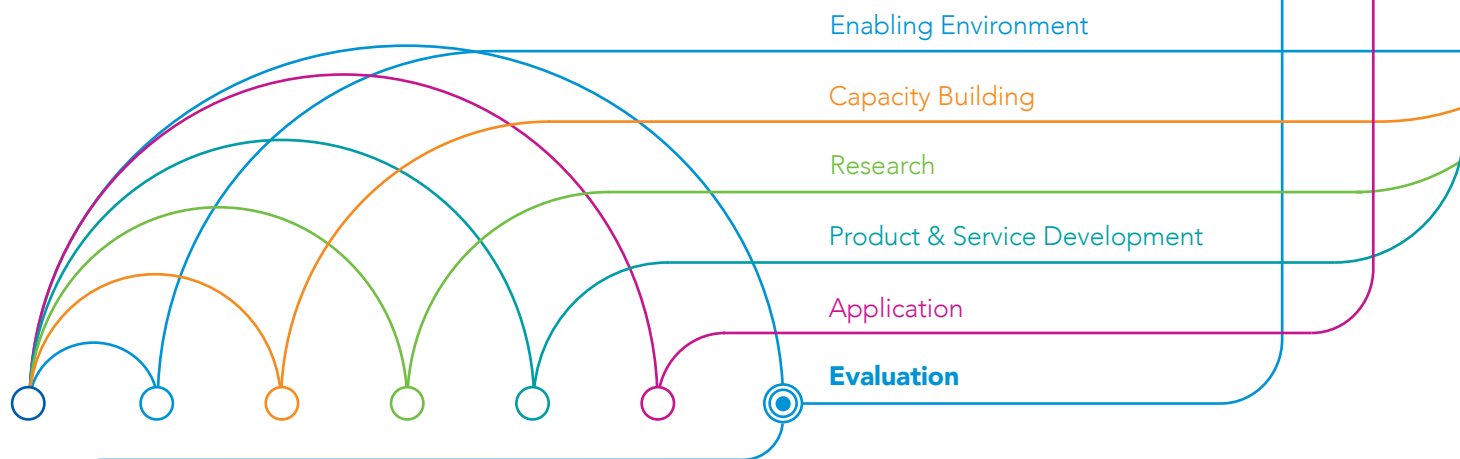 Enabling Environment
Capacity Building
Research
Product & Service Development
Application
Evaluation